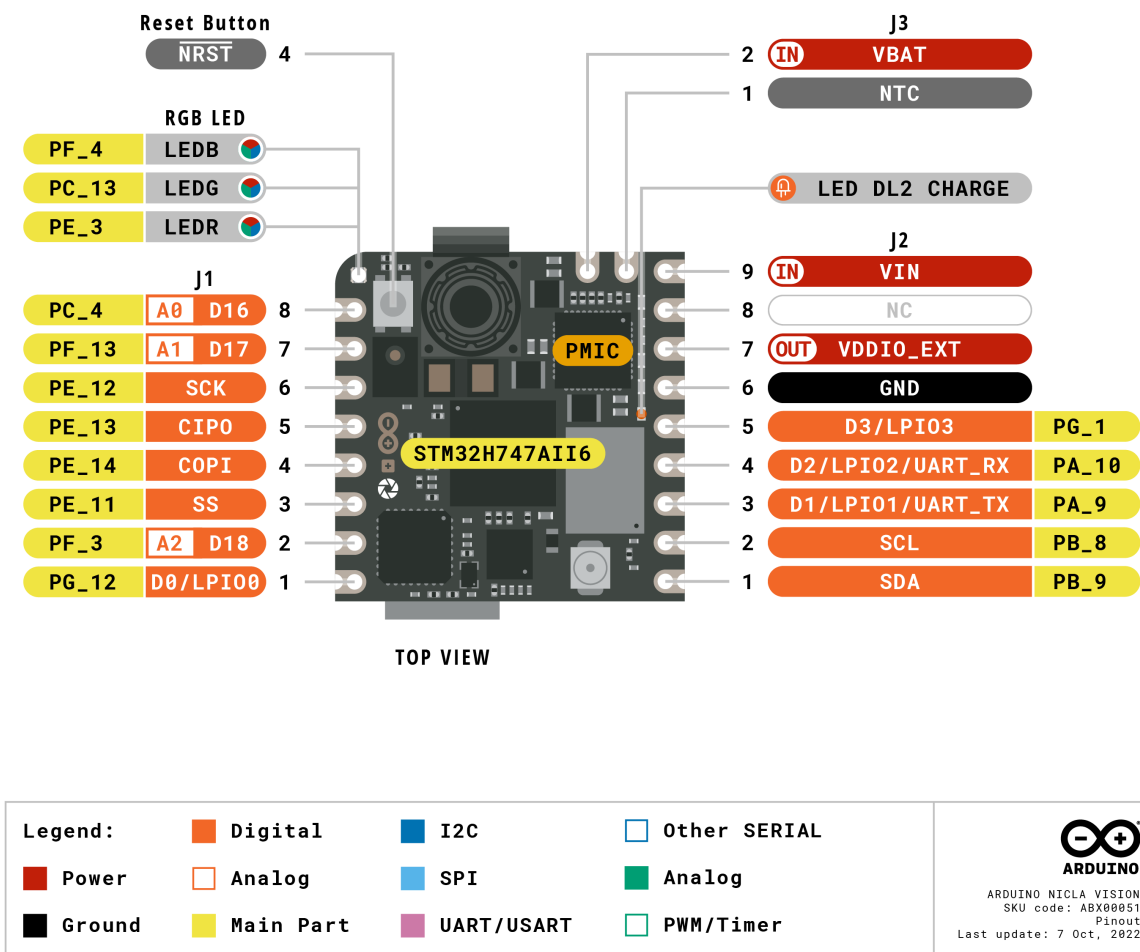 Reset Button
NRST 4
RGB LED
PF_4 LEDB
PC_13 LEDG
PE_3 LEDR
J1
PC_4 A0 D16 8
PF_13 A1 D17 7
PE_12 SCK 6
PE_13 CIPO 5
PE_14 COPI 4
PE_11 SS 3
PF_3 A2 D18 2
PG_12 D0/LPIO0 1
PMIC
STM32H747AII6
J3
2 IN VBAT
1 NTC
LED DL2 CHARGE
J2
9 IN VIN
8 NC
7 OUT VDDIO_EXT
6 GND
5 D3/LPIO3 PG_1
4 D2/LPIO2/UART_RX PA_10
3 D1/LPIO1/UART_TX PA_9
2 SCL PB_8
1 SDA PB_9
TOP VIEW
Legend:
Power
Ground
Digital
Analog
Main Part
I2C
SPI
UART/USART
Other SERIAL
Analog
PWM/Timer
ARDUINO
ARDUINO NICLA VISION
SKU code: ABX00051
Pinout
Last update: 7 Oct, 2022